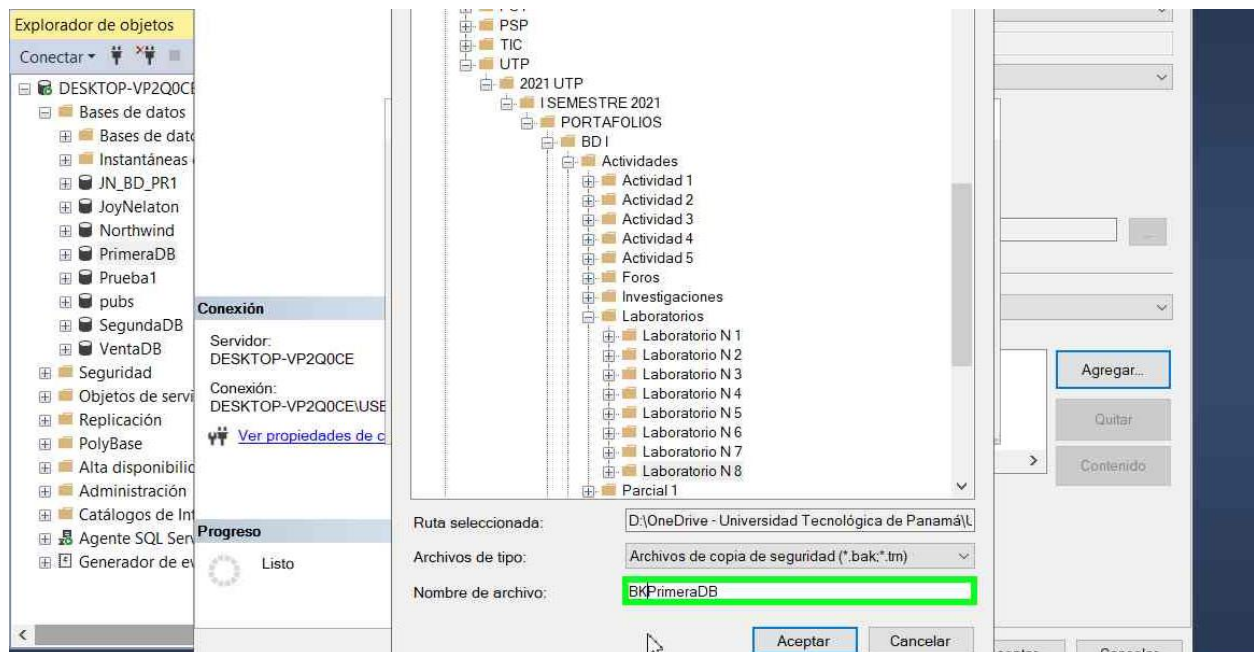 Explorador de objetos
Conectar
DESKTOP-VP2Q0CE
Bases de datos
Bases de dato
Instantáneas
JN_BD_PR1
JoyNelaton
Northwind
PrimeraDB
Prueba1
pubs
SegundaDB
VentaDB
Seguridad
Objetos de servi
Replicación
PolyBase
Alta disponibilid
Administración
Catálogos de Int
Agente SQL Serv
Generador de ev
Conexión
Servidor:
DESKTOP-VP2Q0CE
Conexión:
DESKTOP-VP2Q0CE\USE
Ver propiedades de c
Progreso
Listo
PSP
TIC
UTP
2021 UTP
I SEMESTRE 2021
PORTAFOLIOS
BD I
Actividades
Actividad 1
Actividad 2
Actividad 3
Actividad 4
Actividad 5
Foros
Investigaciones
Laboratorios
Laboratorio N 1
Laboratorio N 2
Laboratorio N 3
Laboratorio N 4
Laboratorio N 5
Laboratorio N 6
Laboratorio N 7
Laboratorio N 8
Parcial 1
Ruta seleccionada:
D:\OneDrive - Universidad Tecnológica de Panamá\U
Archivos de tipo:
Archivos de copia de seguridad (*.bak;*.trn)
Nombre de archivo:
BKPrimeraDB
Aceptar
Cancelar
...
Agregar...
Quitar
Contenido